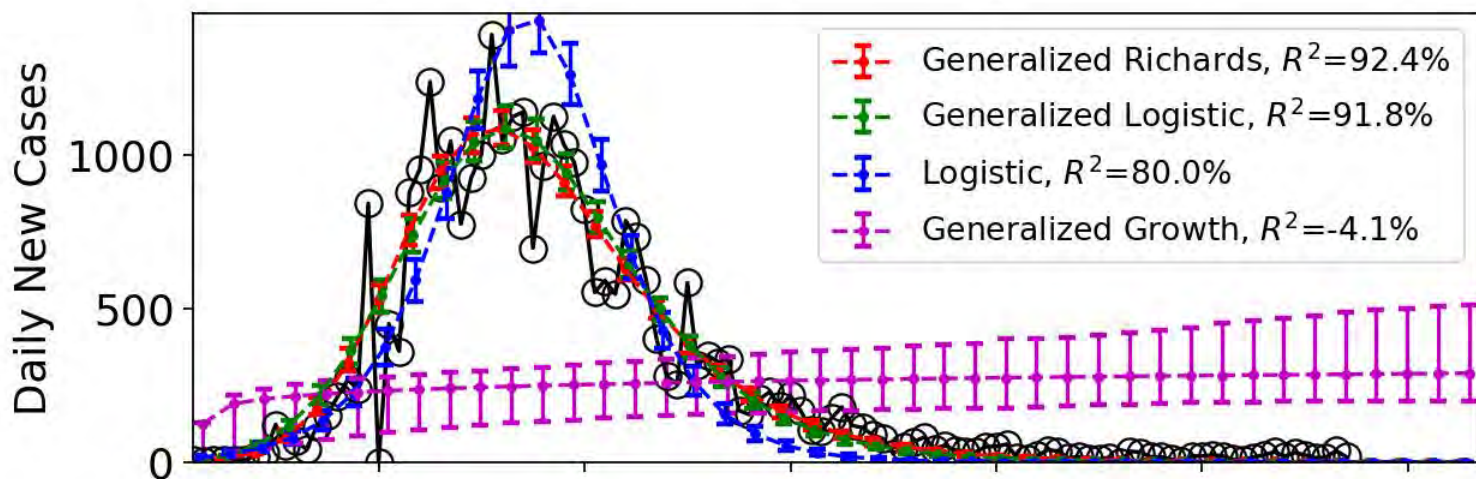 Daily New Cases
1000
500
0
Generalized Richards, R²=92.4%
Generalized Logistic, R²=91.8%
Logistic, R²=80.0%
Generalized Growth, R²=-4.1%